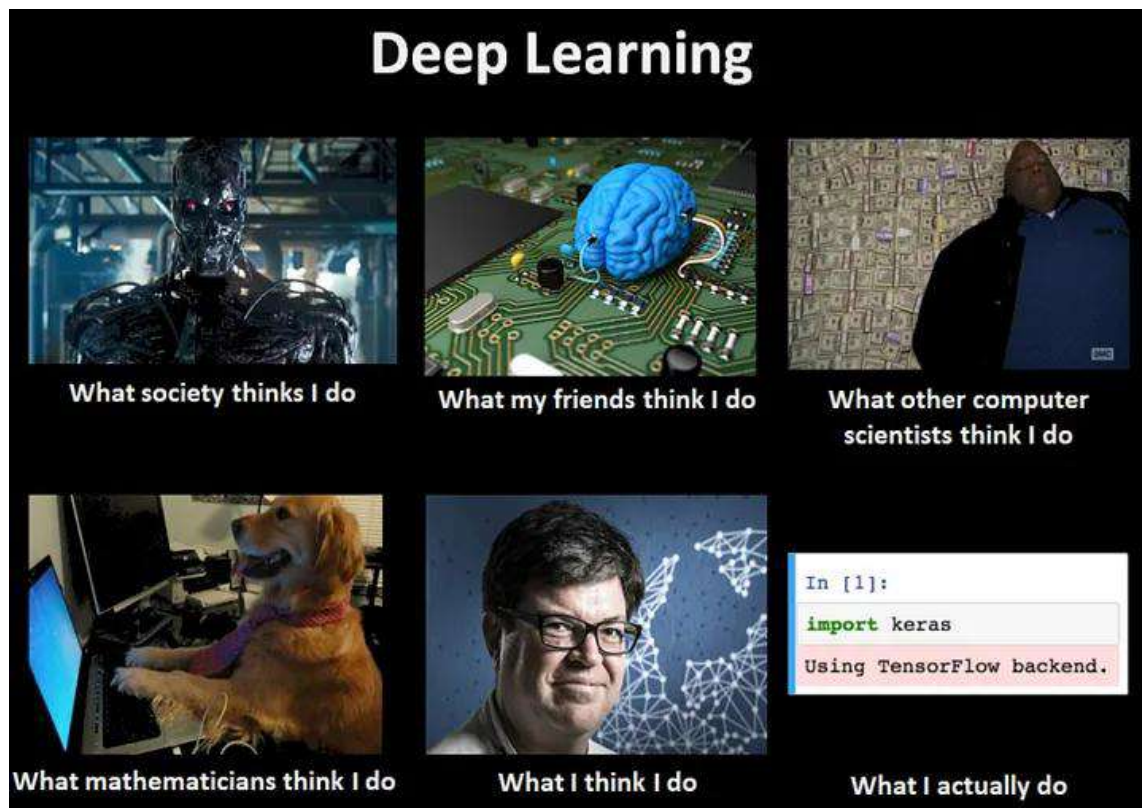 Deep Learning
What society thinks I do
What my friends think I do
What other computer
scientists think I do
AMC
What mathematicians think I do
What I think I do
In [1]:
import keras
Using TensorFlow backend.
What I actually do